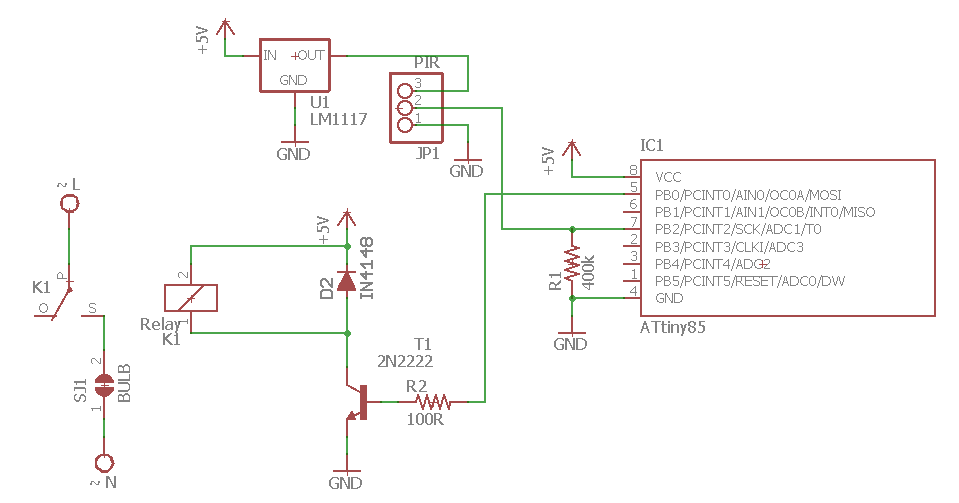 +5V
IN
OUT
GND
U1
LM1117
GND
PIR
3
2
1
JP1
GND
+5V
IC1
8
VCC
5
PB0/PCINT0/AIN0/OC0A/MOSI
6
PB1/PCINT1/AIN1/OC0B/INT0/MISO
7
PB2/PCINT2/SCK/ADC1/T0
2
PB3/PCINT3/CLKI/ADC3
3
PB4/PCINT4/ADC2
1
PB5/PCINT5/RESET/ADC0/DW
4
GND
ATtiny85
R1
400k
GND
~ L
P
K1
O
S
2
SJ1
BULB
1
~ N
+5V
2
Relay
1
K1
D2
IN4148
T1
2N2222
R2
100R
GND